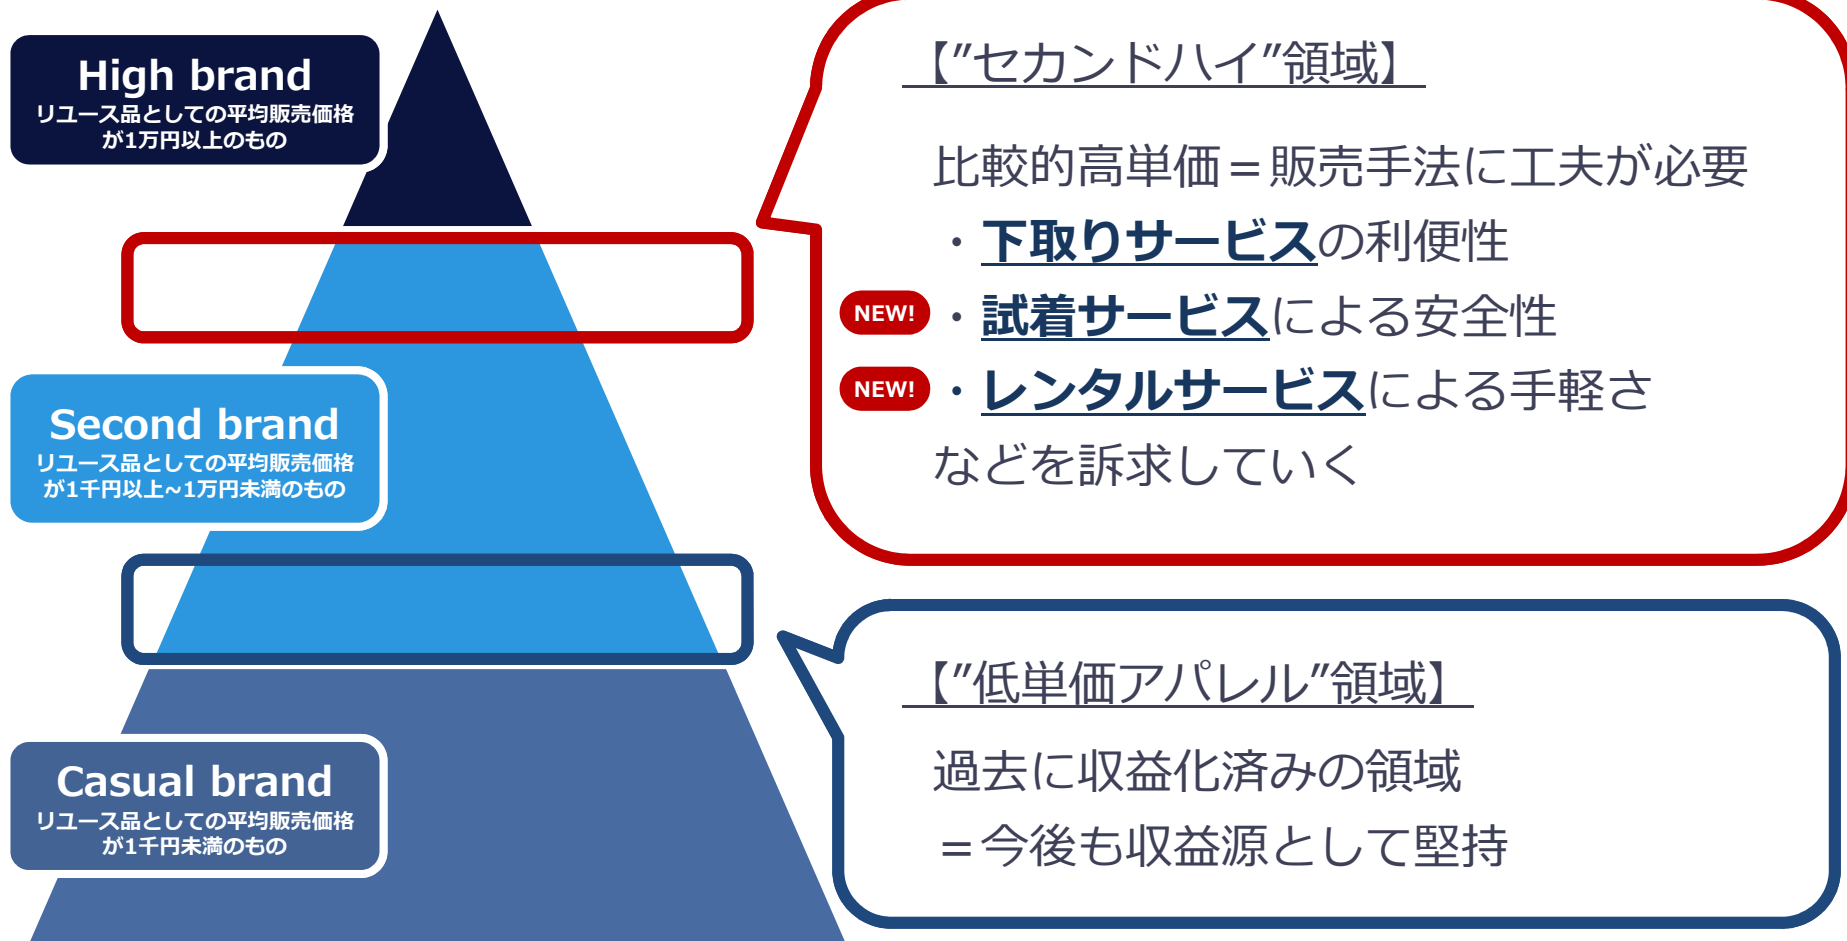 High brand
リユース品としての平均販売価格
が1万円以上のもの
Second brand
リユース品としての平均販売価格
が1千円以上~1万円未満のもの
Casual brand
リユース品としての平均販売価格
が1千円未満のもの
【”セカンドハイ”領域】
比較的高単価＝販売手法に工夫が必要
・下取りサービスの利便性
NEW! ・試着サービスによる安全性
NEW! ・レンタルサービスによる手軽さ
などを訴求していく
【”低単価アパレル”領域】
過去に収益化済みの領域
＝今後も収益源として堅持